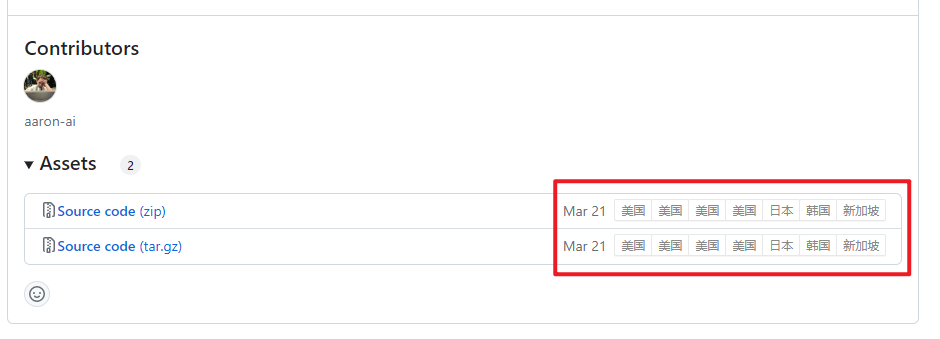 Contributors
aaron-ai
Assets 2
Source code (zip) Mar 21 美国 美国 美国 美国 日本 韩国 新加坡
Source code (tar.gz) Mar 21 美国 美国 美国 美国 日本 韩国 新加坡